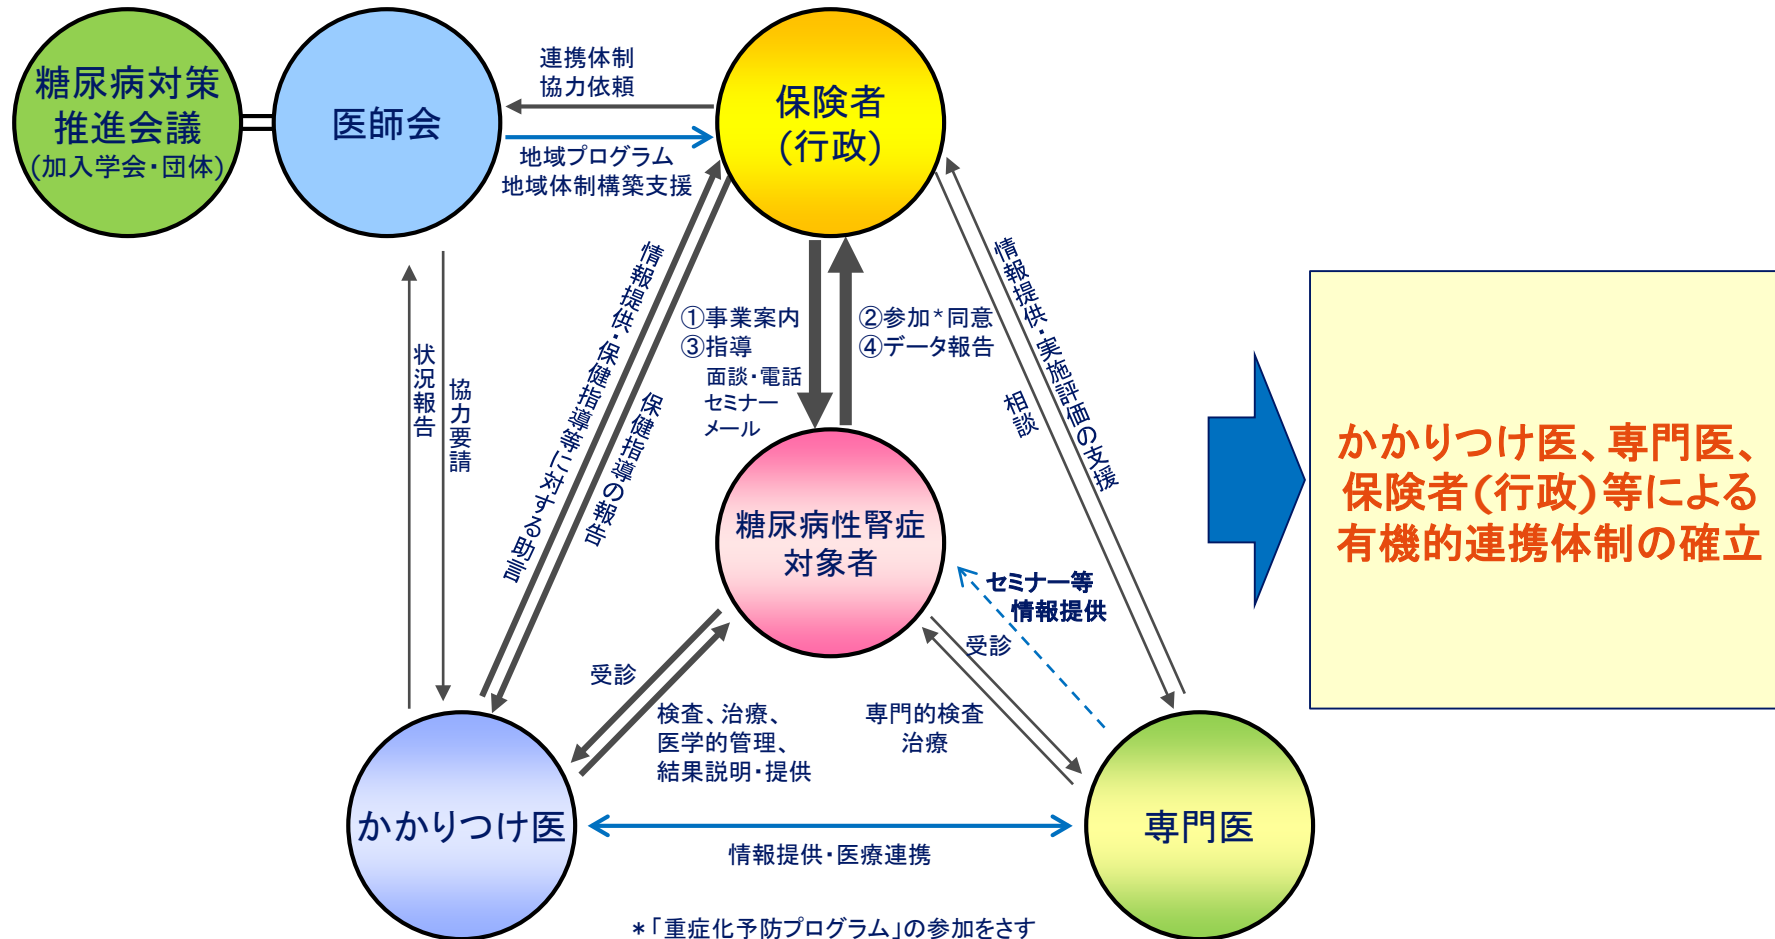 糖尿病対策
推進会議
(加入学会・団体)
医師会
連携体制
協力依頼
地域プログラム
地域体制構築支援
保険者
(行政)
状況報告
協力要請
情報提供・保健指導等に対する助言
保健指導の報告
①事業案内
③指導
面談・電話
セミナー
メール
②参加*同意
④データ報告
情報提供・実施評価の支援
相談
糖尿病性腎症
対象者
セミナー等
情報提供
受診
検査、治療、
医学的管理、
結果説明・提供
受診
専門的検査
治療
かかりつけ医
情報提供・医療連携
専門医
*「重症化予防プログラム」の参加をさす
かかりつけ医、専門医、
保険者(行政)等による
有機的連携体制の確立